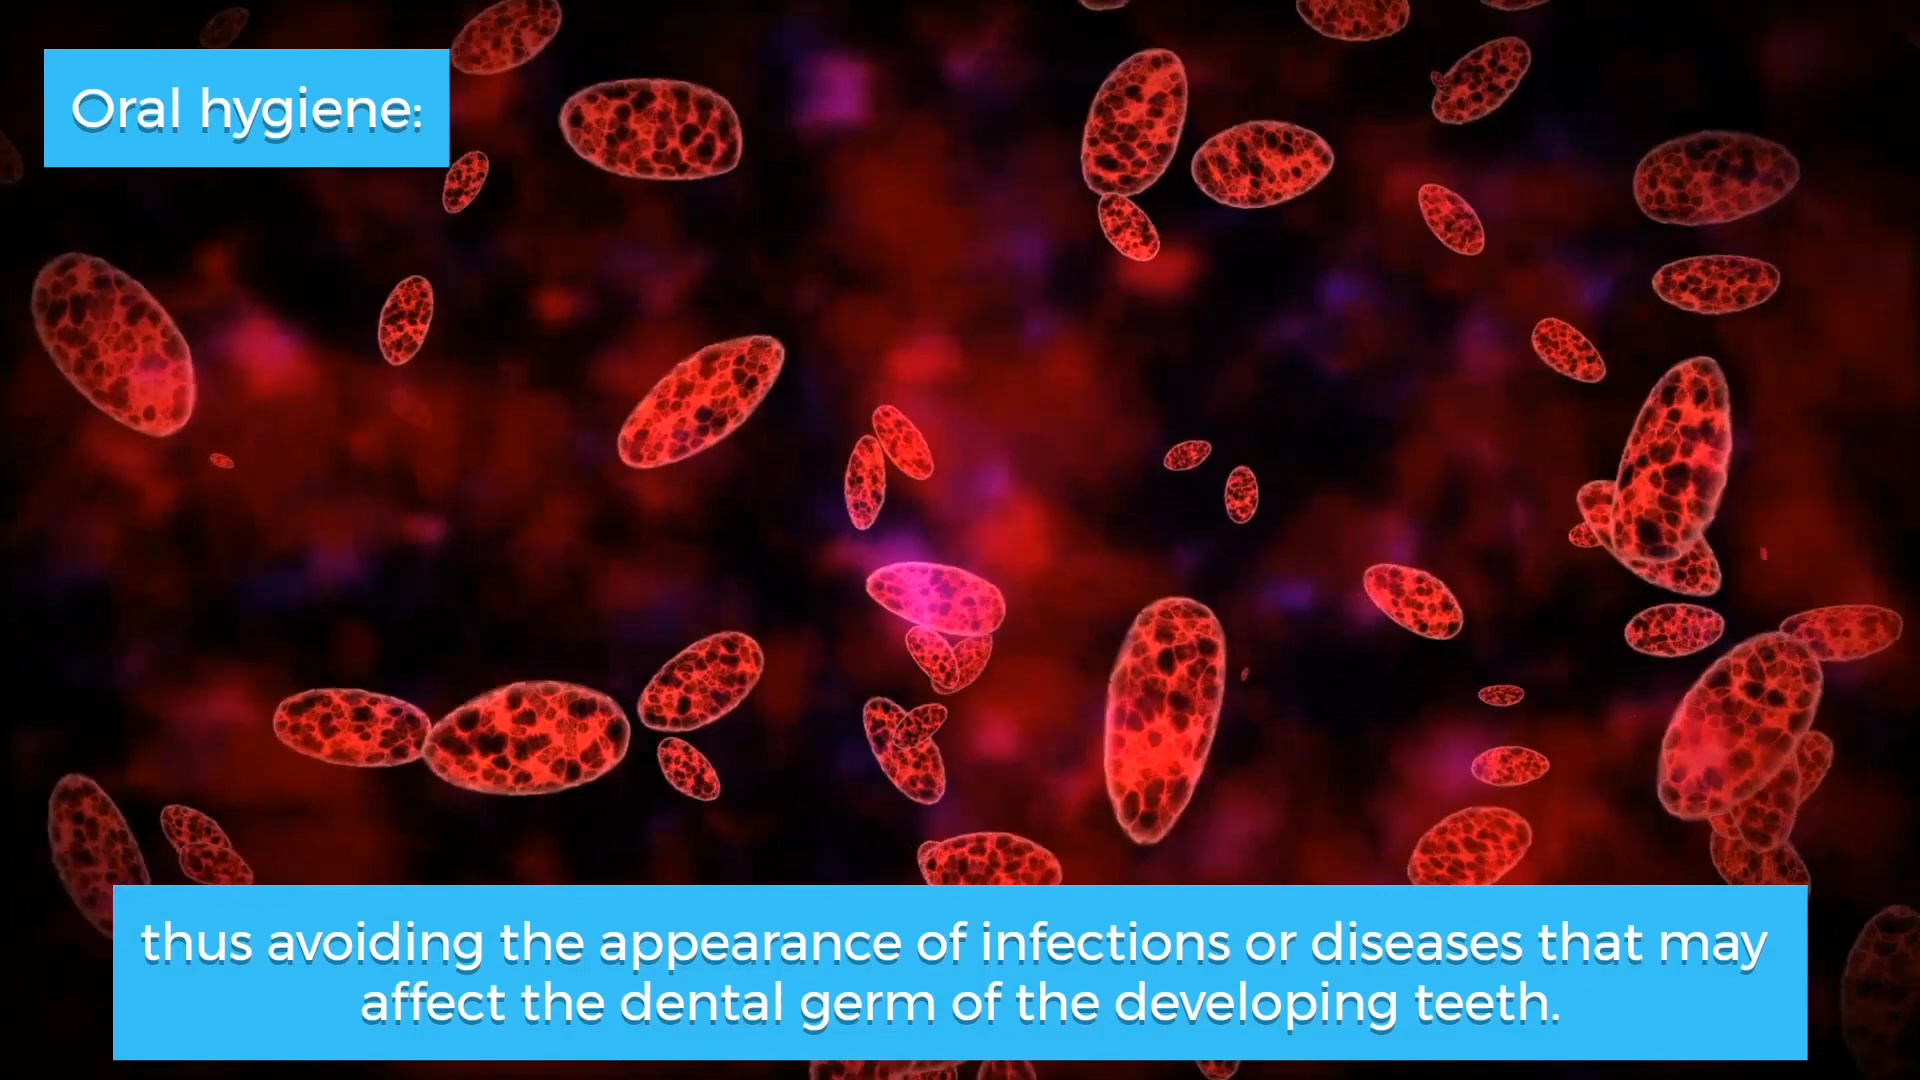 Oral hygiene:
thus avoiding the appearance of infections or diseases that may
affect the dental germ of the developing teeth.